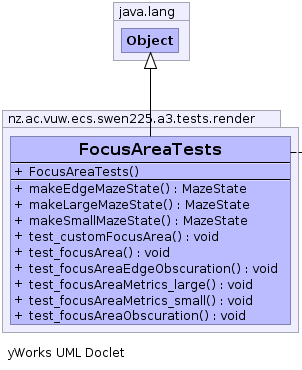 java.lang
Object
nz.ac.vuw.ecs.swen225.a3.tests.render
FocusAreaTests
+ FocusAreaTests()
+ makeEdgeMazeState() : MazeState
+ makeLargeMazeState() : MazeState
+ makeSmallMazeState() : MazeState
+ test_customFocusArea() : void
+ test_focusArea() : void
+ test_focusAreaEdgeObscuration() : void
+ test_focusAreaMetrics_large() : void
+ test_focusAreaMetrics_small() : void
+ test_focusAreaObscuration() : void
yWorks UML Doclet